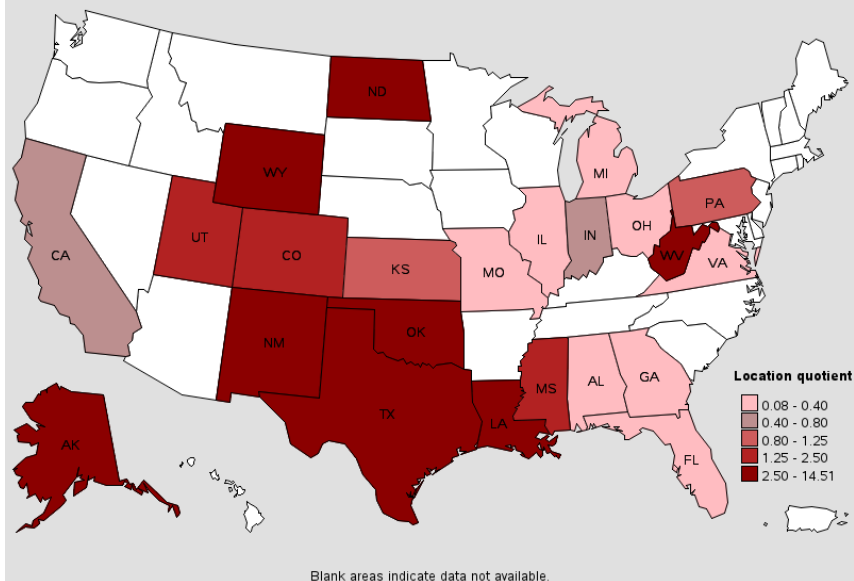 ND
WY
MI
PA
UT
CO
CA
IL
IN
OH
WV
VA
KS
MO
OK
NM
TX
LA
MS
AL
GA
FL
AK
Location quotient
0.08 - 0.40
0.40 - 0.80
0.80 - 1.25
1.25 - 2.50
2.50 - 14.51
Blank areas indicate data not available.